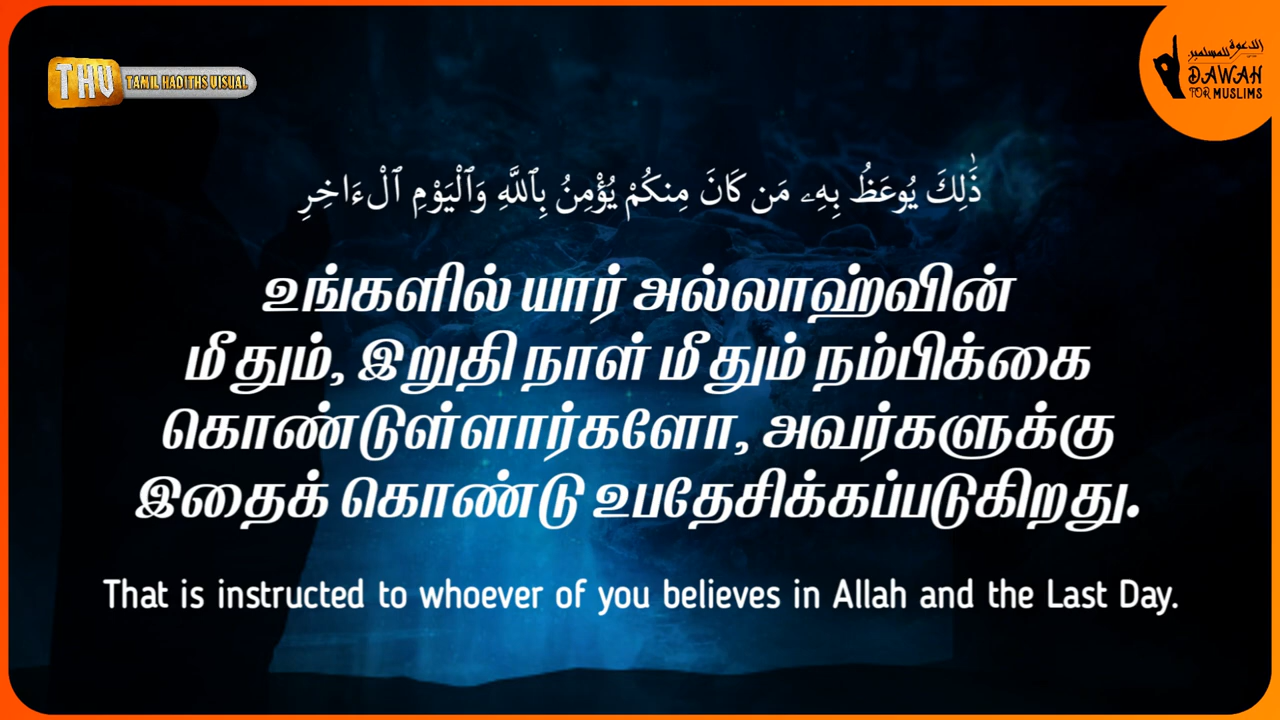 THV TAMIL HADITHS VISUAL
الدعوة للمسلمين
DAWAH
FOR MUSLIMS
ذَٰلِكَ يُوعَظُ بِهِۦ مَن كَانَ مِنكُمْ يُؤْمِنُ بِٱللَّهِ وَٱلْيَوْمِ ٱلْءَاخِرِ
உங்களில் யார் அல்லாஹ்வின்
மீதும், இறுதி நாள் மீதும் நம்பிக்கை
கொண்டுள்ளார்களோ, அவர்களுக்கு
இதைக் கொண்டு உபதேசிக்கப்படுகிறது.
That is instructed to whoever of you believes in Allah and the Last Day.